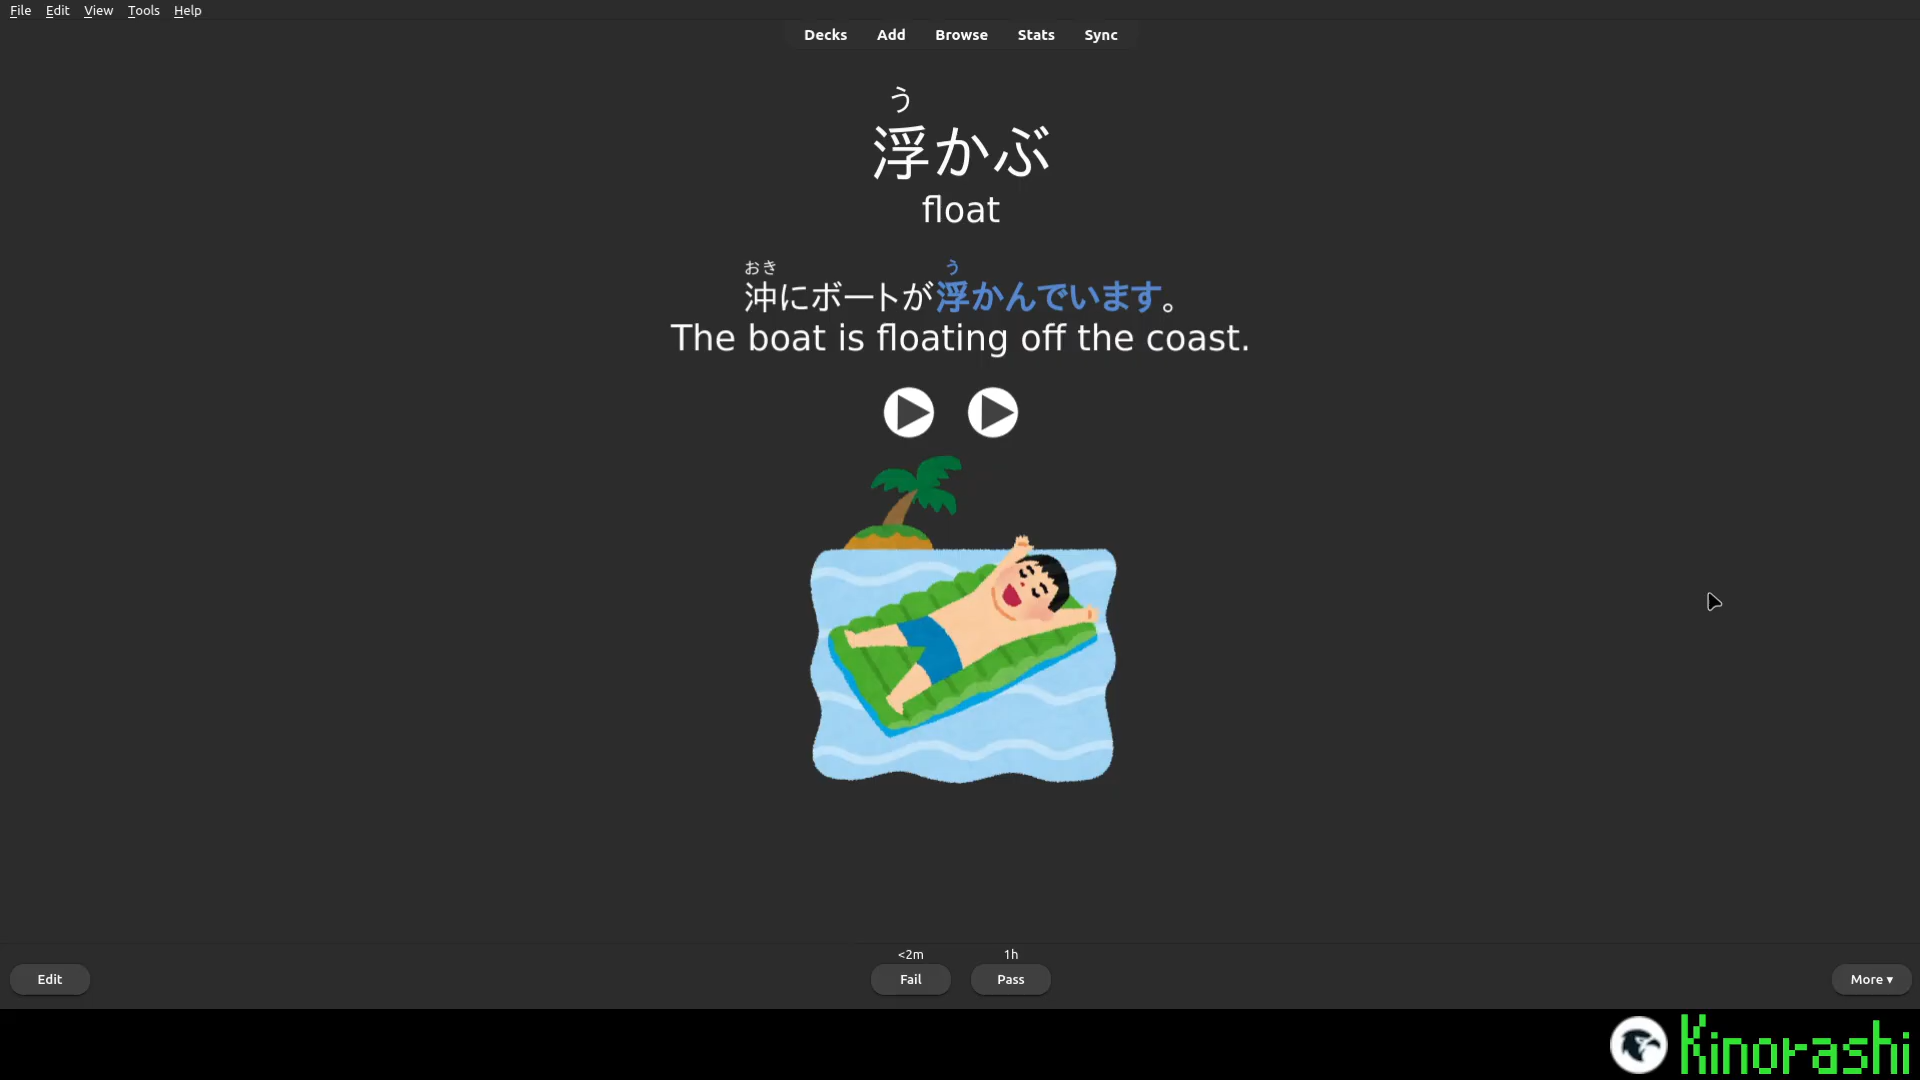 File Edit View Tools Help
Decks Add Browse Stats Sync
う
浮かぶ
float
おき う
沖にボートが浮かんでいます。
The boat is floating off the coast.
<2m 1h
Edit Fail Pass More ▾
Kinorashi